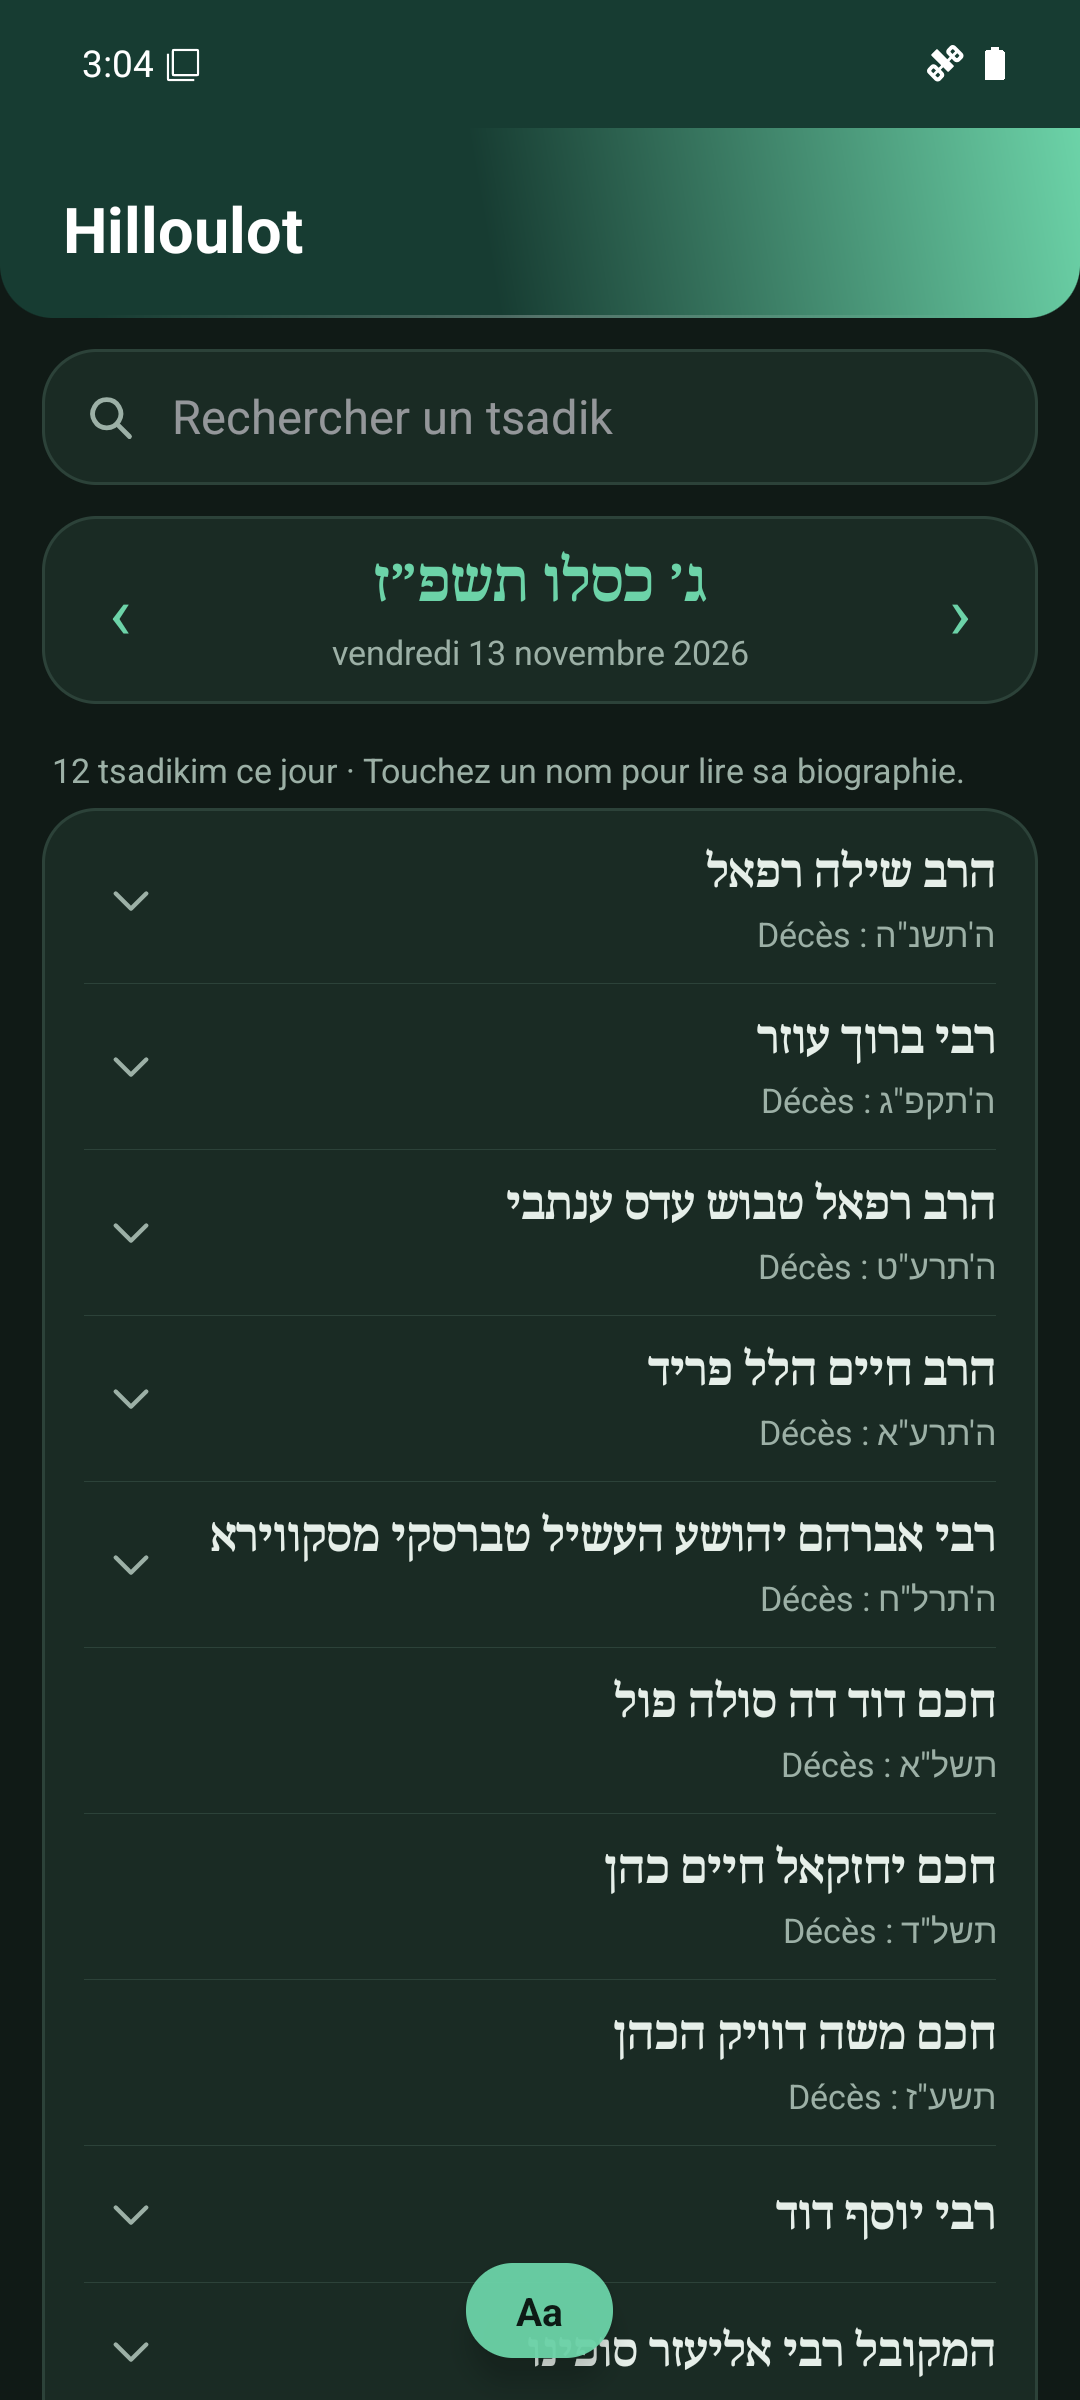 3:04
Hilloulot
Rechercher un tsadik
ג׳ כסלו תשפ״ז
vendredi 13 novembre 2026
12 tsadikim ce jour · Touchez un nom pour lire sa biographie.
הרב שילה רפאל
Décès : ה'תשנ"ה
רבי ברוך עוזר
Décès : ה'תקפ"ג
הרב רפאל טבוש עדס ענתבי
Décès : ה'תרע"ט
הרב חיים הלל פריד
Décès : ה'תרע"א
רבי אברהם יהושע העשיל טברסקי מסקווירא
Décès : ה'תרל"ח
חכם דוד דה סולה פול
Décès : תשל"א
חכם יחזקאל חיים כהן
Décès : תשל"ד
חכם משה דוויק הכהן
Décès : תשע"ז
רבי יוסף דוד
Aa
המקובל רבי אליעזר סופינו